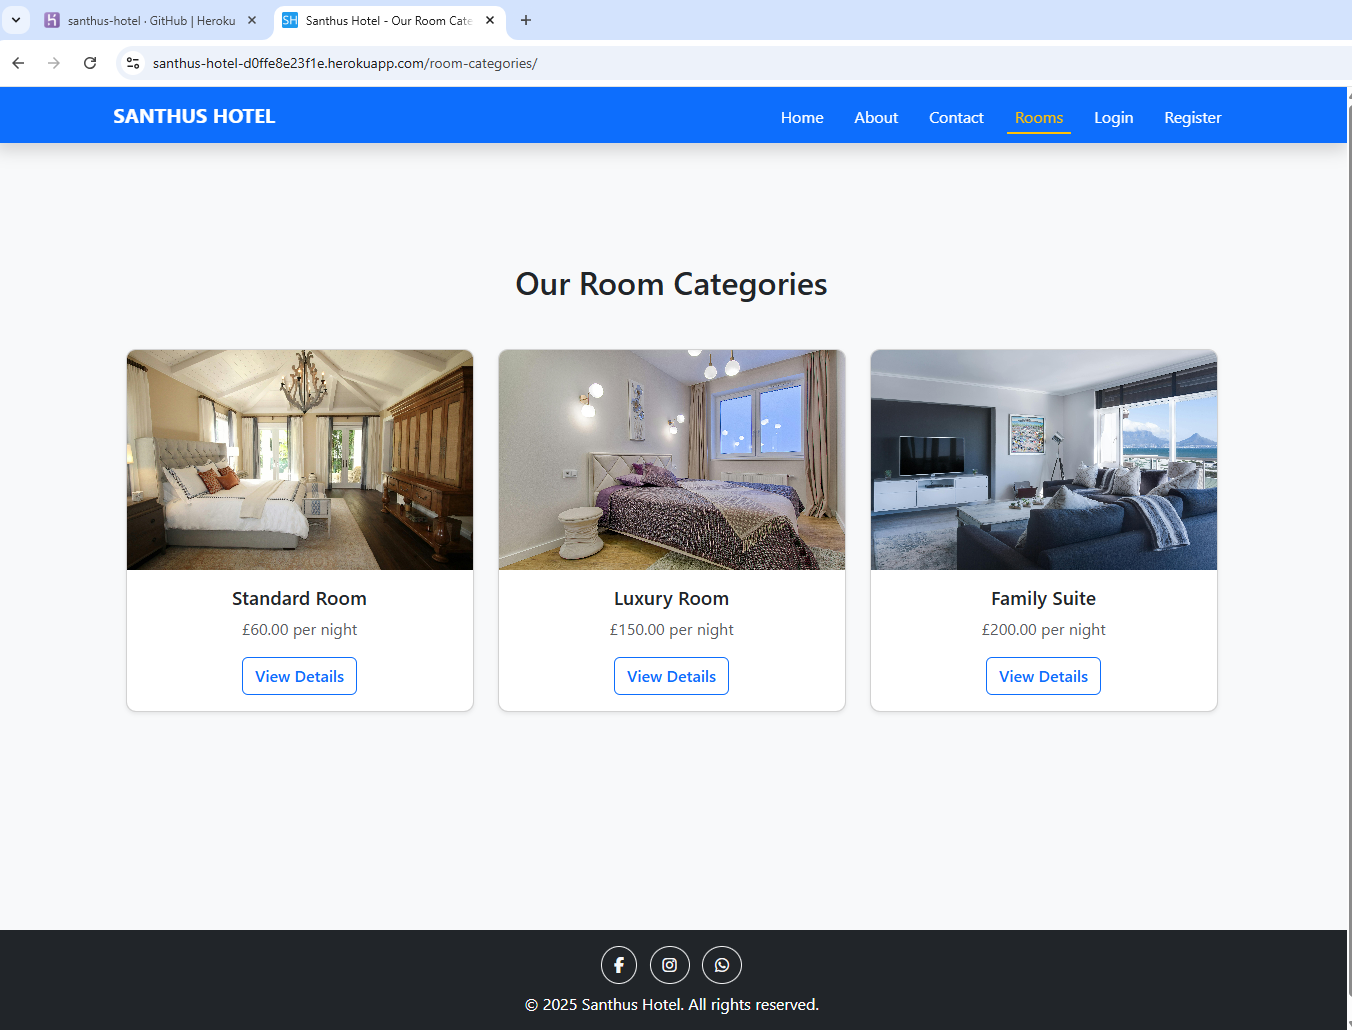 santhus-hotel · GitHub | Heroku
SH Santhus Hotel - Our Room Cate
santhus-hotel-d0ffe8e23f1e.herokuapp.com/room-categories/
SANTHUS HOTEL
Home About Contact Rooms Login Register
Our Room Categories
Standard Room
£60.00 per night
View Details
Luxury Room
£150.00 per night
View Details
Family Suite
£200.00 per night
View Details
© 2025 Santhus Hotel. All rights reserved.